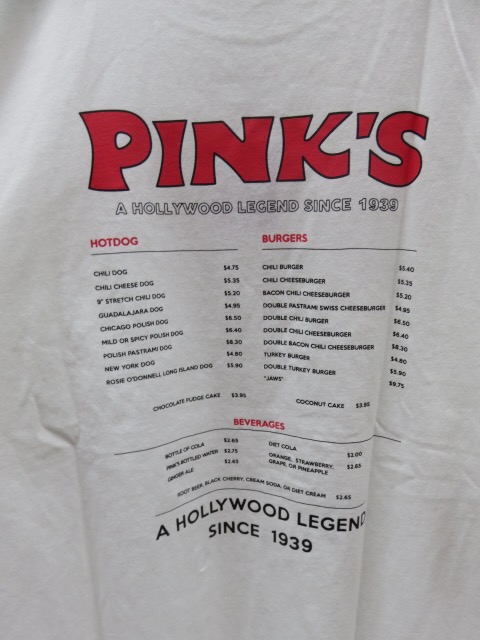 PINK'S
A HOLLYWOOD LEGEND SINCE 1939
HOTDOG
CHILI DOG $4.75
CHILI CHEESE DOG $5.35
9" STRETCH CHILI DOG $5.20
GUADALAJARA DOG $4.95
CHICAGO POLISH DOG $6.50
MILD OR SPICY POLISH DOG $6.40
POLISH PASTRAMI DOG $8.30
NEW YORK DOG $4.80
ROSIE O'DONNELL LONG ISLAND DOG $5.90
CHOCOLATE FUDGE CAKE $3.95
BURGERS
CHILI BURGER $5.40
CHILI CHEESEBURGER $5.35
BACON CHILI CHEESEBURGER $5.20
DOUBLE PASTRAMI SWISS CHEESEBURGER $4.95
DOUBLE CHILI BURGER $6.50
DOUBLE CHILI CHEESEBURGER $6.40
DOUBLE BACON CHILI CHEESEBURGER $8.30
TURKEY BURGER $4.80
DOUBLE TURKEY BURGER $5.90
"JAWS" $9.75
COCONUT CAKE $3.95
BEVERAGES
BOTTLE OF COLA $2.65
PINK'S BOTTLED WATER $2.75
GINGER ALE $2.65
DIET COLA $2.00
ORANGE, STRAWBERRY,
GRAPE, OR PINEAPPLE $2.65
ROOT BEER, BLACK CHERRY, CREAM SODA, OR DIET CREAM $2.65
A HOLLYWOOD LEGEND
SINCE 1939